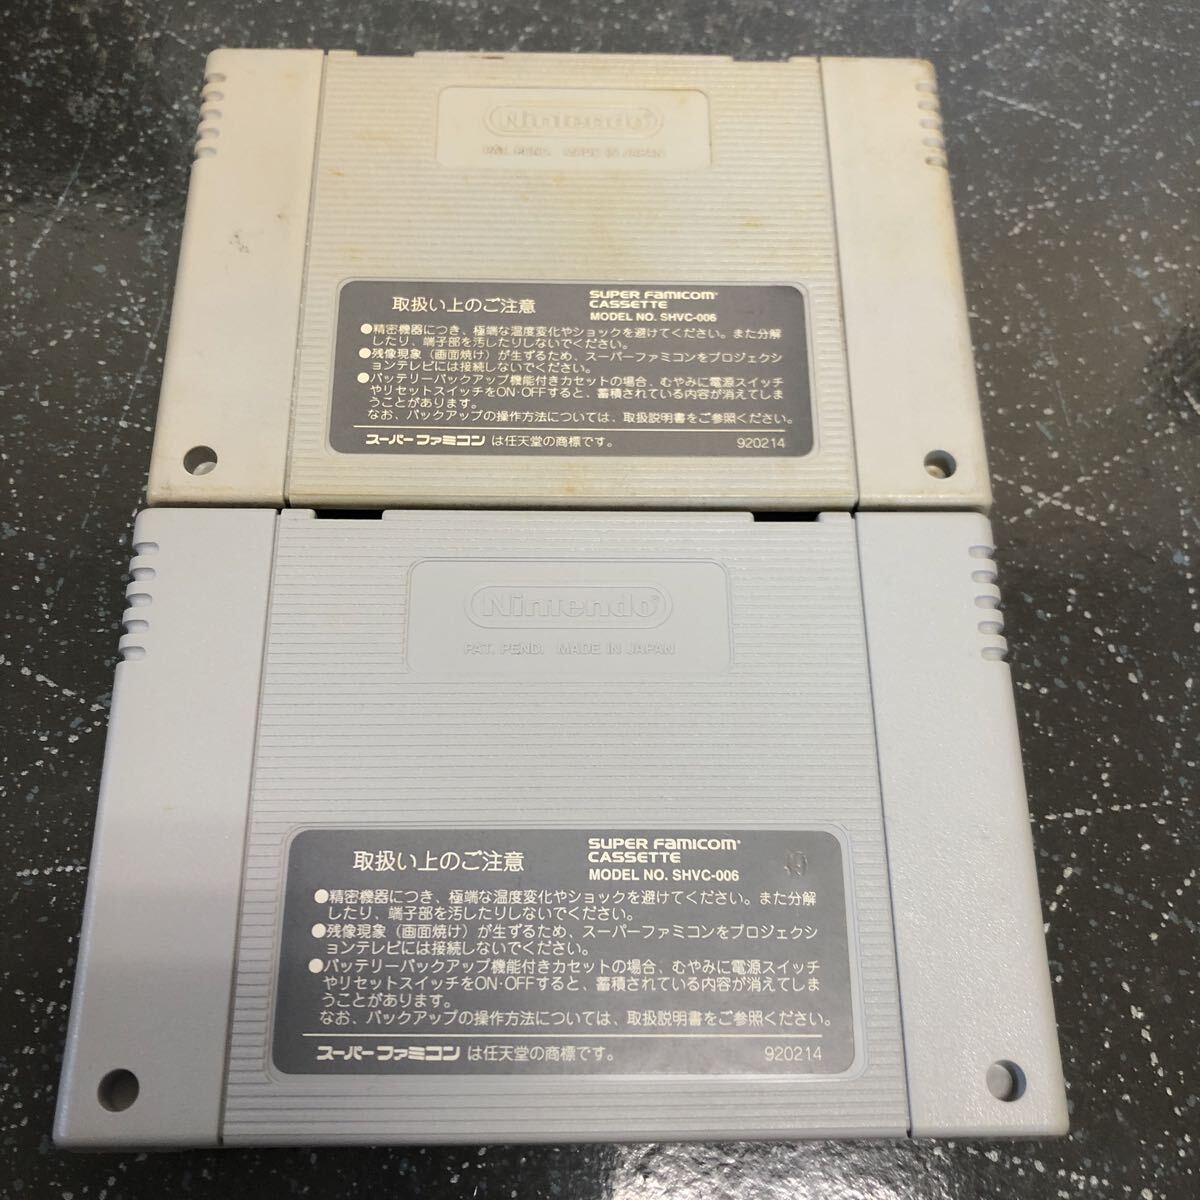 Nintendo®
PAT. PEND. MADE IN JAPAN
取扱い上のご注意
SUPER FAMICOM
CASSETTE
MODEL NO. SHVC-006
●精密機器につき、極端な温度変化やショックを避けてください。また分解
したり、端子部を汚したりしないでください。
●残像現象（画面焼け）が生ずるため、スーパーファミコンをプロジェクシ
ョンテレビには接続しないでください。
●バッテリーバックアップ機能付きカセットの場合、むやみに電源スイッチ
やリセットスイッチをON・OFFすると、蓄積されている内容が消えてしま
うことがあります。
なお、バックアップの操作方法については、取扱説明書をご参照ください。
スーパーファミコン は任天堂の商標です。
920214
Nintendo®
PAT. PEND. MADE IN JAPAN
取扱い上のご注意
SUPER FAMICOM
CASSETTE
MODEL NO. SHVC-006
●精密機器につき、極端な温度変化やショックを避けてください。また分解
したり、端子部を汚したりしないでください。
●残像現象（画面焼け）が生ずるため、スーパーファミコンをプロジェクシ
ョンテレビには接続しないでください。
●バッテリーバックアップ機能付きカセットの場合、むやみに電源スイッチ
やリセットスイッチをON・OFFすると、蓄積されている内容が消えてしま
うことがあります。
なお、バックアップの操作方法については、取扱説明書をご参照ください。
スーパーファミコン は任天堂の商標です。
920214